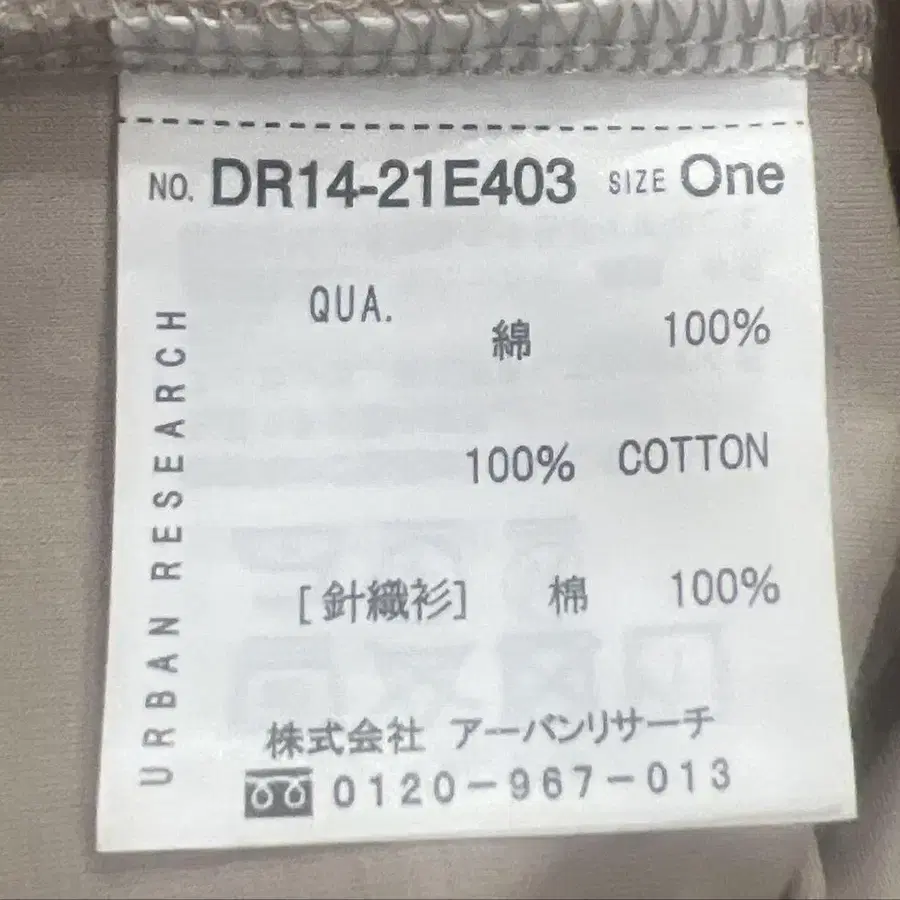 NO. DR14-21E403 SIZE One
QUA.
綿 100%
100% COTTON
[針織衫] 棉 100%
URBAN RESEARCH
株式会社 アーバンリサーチ
0120-967-013